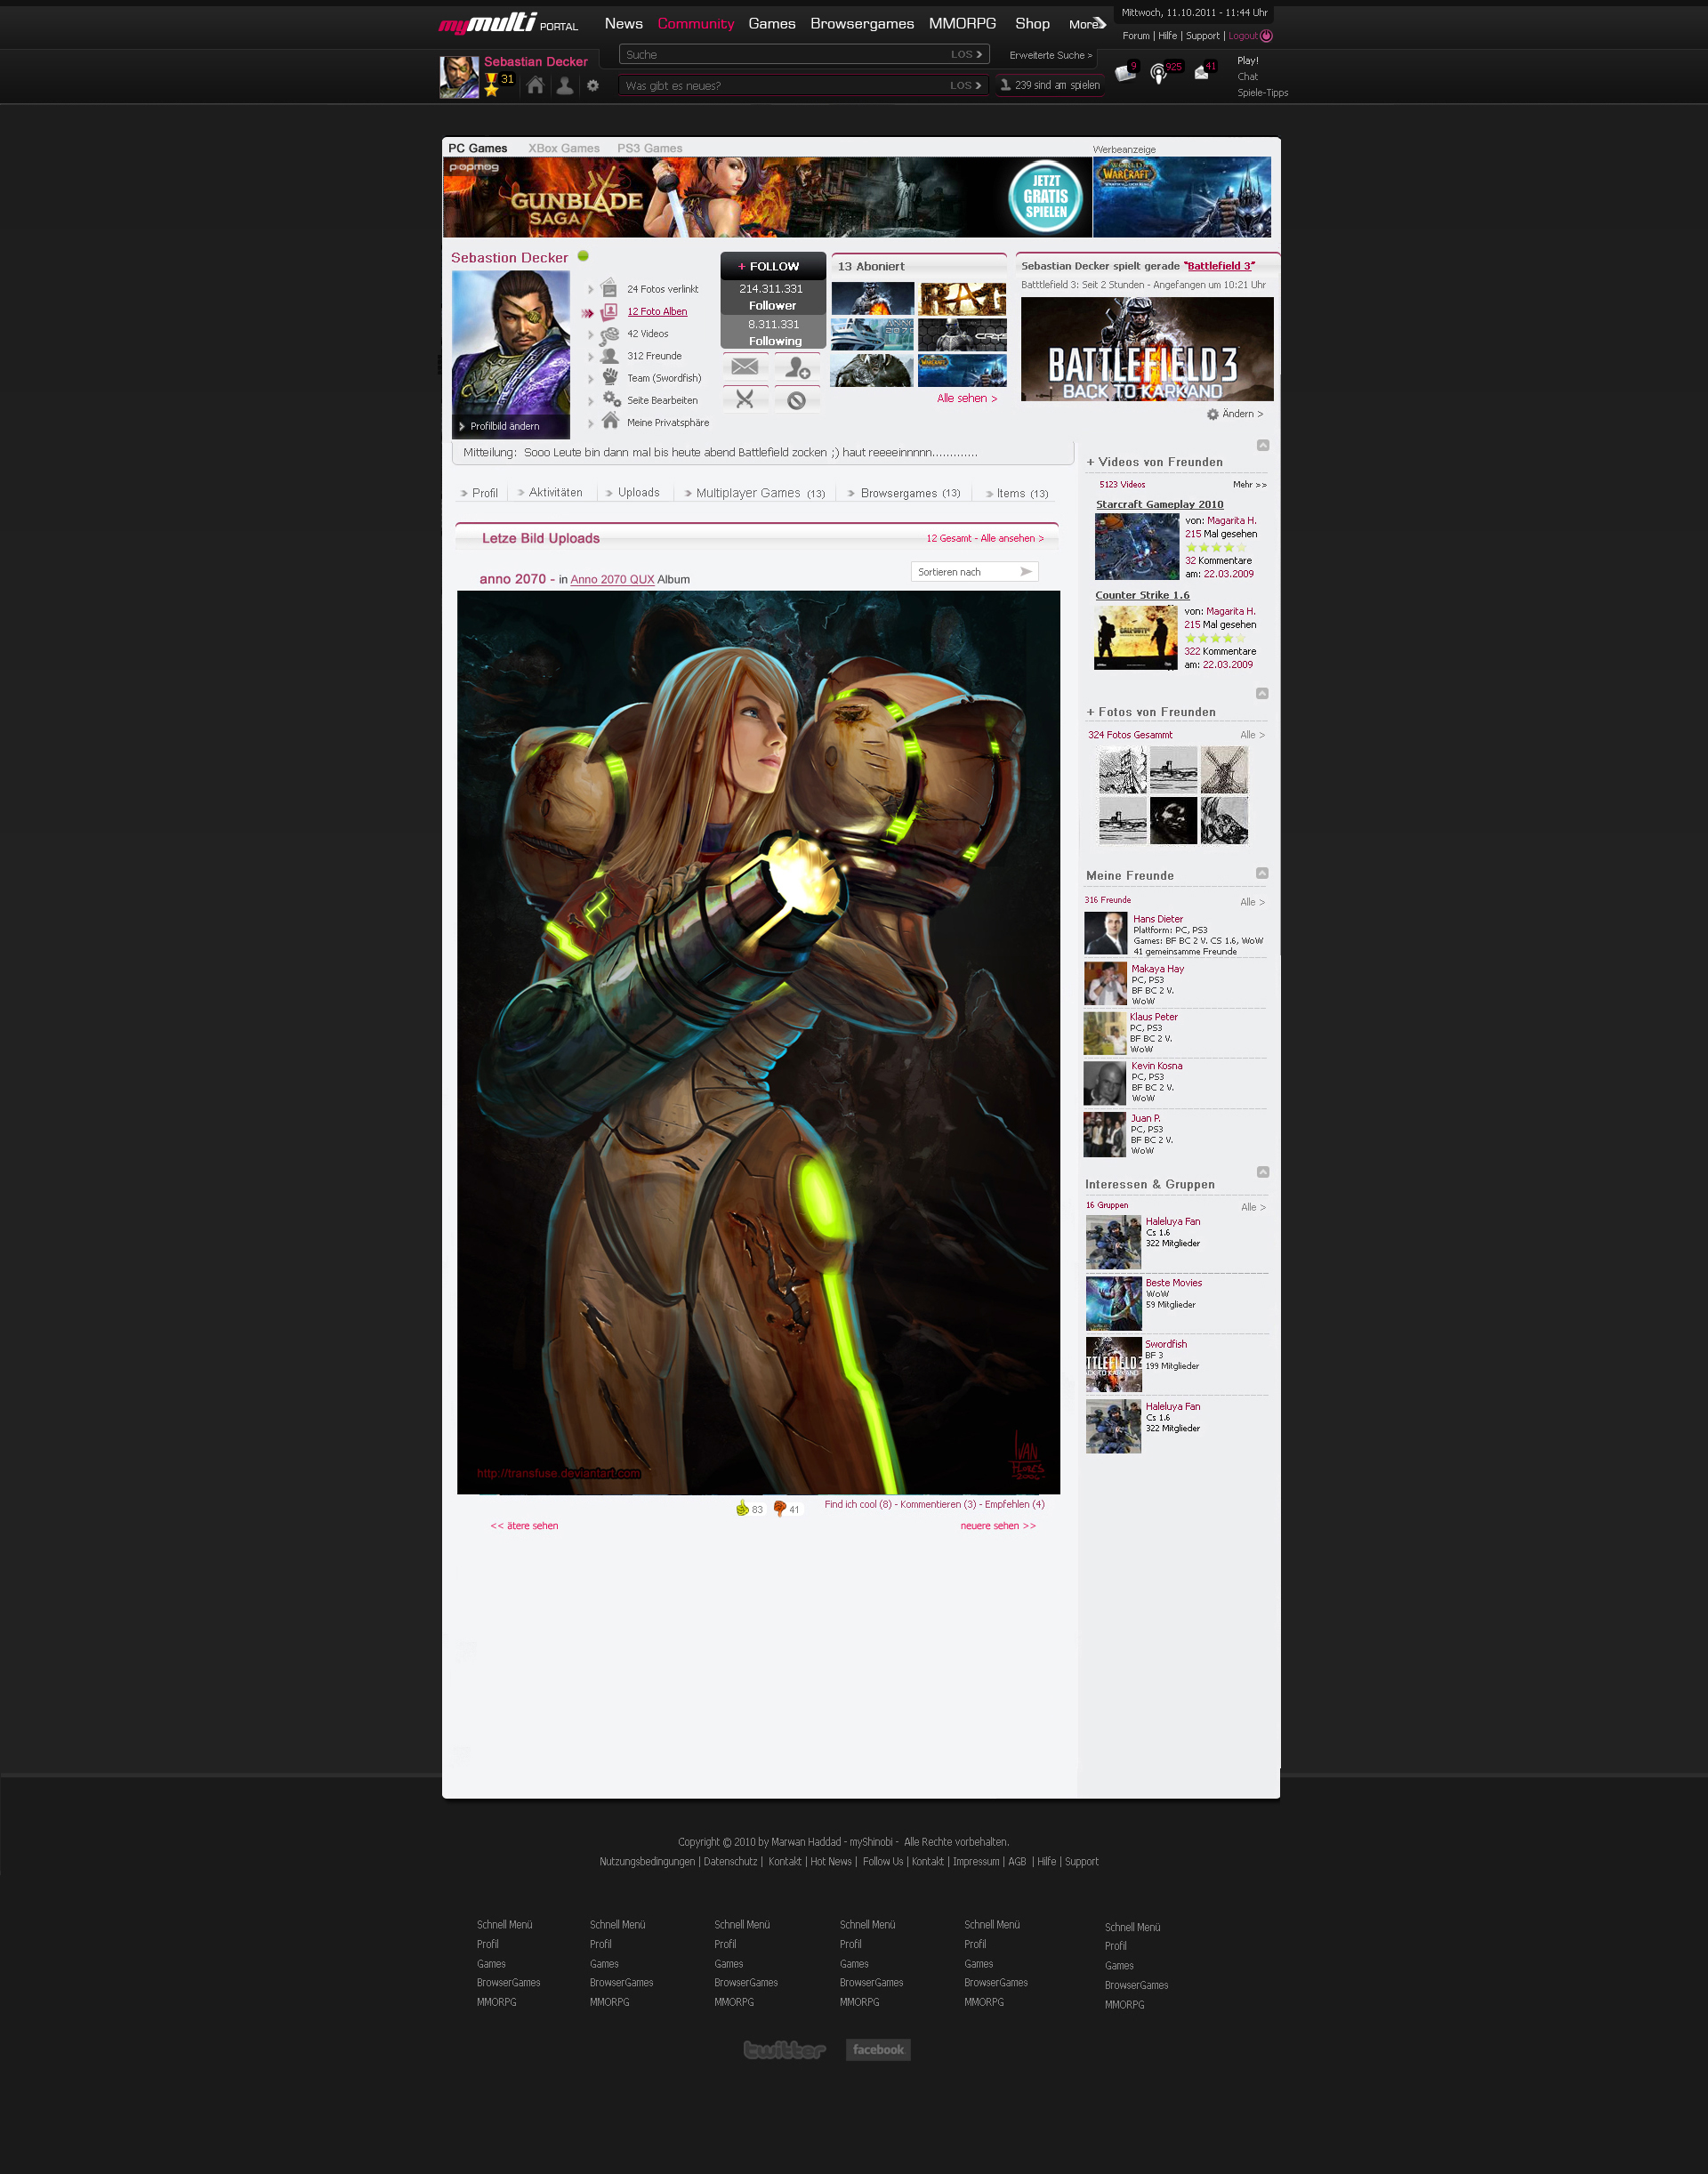 mymulti PORTAL
News Community Games Browsergames MMORPG Shop More
Mittwoch, 11.10.2011 - 11:44 Uhr
Forum | Hilfe | Support | Logout
Sebastian Decker
31
Suche LOS
Erweiterte Suche >
Was gibt es neues? LOS
239 sind am spielen
9 925 41
Play!
Chat
Spiele-Tipps
PC Games XBox Games PS3 Games
Werbeanzeige
popmog
GUNBLADE
SAGA
JETZT
GRATIS
SPIELEN
WORLD OF
WARCRAFT
Sebastion Decker
Profilbild ändern
24 Fotos verlinkt
12 Foto Alben
42 Videos
312 Freunde
Team (Swordfish)
Seite Bearbeiten
Meine Privatsphäre
+ FOLLOW
214.311.331
Follower
8.311.331
Following
13 Aboniert
ANNO
2070
CRYS
WARCRAFT
Alle sehen >
Sebastian Decker spielt gerade "Battlefield 3"
Batttlefield 3: Seit 2 Stunden - Angefangen um 10:21 Uhr
BATTLEFIELD 3
BACK TO KARKAND
Ändern >
Mitteilung: Sooo Leute bin dann mal bis heute abend Battlefield zocken ;) haut reeeeinnnnn.............
Profil Aktivitäten Uploads Multiplayer Games (13) Browsergames (13) Items (13)
Letze Bild Uploads
12 Gesamt - Alle ansehen >
anno 2070 - in Anno 2070 QUX Album
Sortieren nach
http://transfuse.deviantart.com
IVAN
FLORES
2006
83 41
Find ich cool (8) - Kommentieren (3) - Empfehlen (4)
<< ätere sehen
neuere sehen >>
+ Videos von Freunden
5123 Videos Mehr >>
Starcraft Gameplay 2010
von: Magarita H.
215 Mal gesehen
32 Kommentare
am: 22.03.2009
Counter Strike 1.6
CALL OF DUTY
von: Magarita H.
215 Mal gesehen
322 Kommentare
am: 22.03.2009
+ Fotos von Freunden
324 Fotos Gesammt Alle >
Meine Freunde
316 Freunde Alle >
Hans Dieter
Plattform: PC, PS3
Games: BF BC 2 V. CS 1.6, WoW
41 gemeinsamme Freunde
Makaya Hay
PC, PS3
BF BC 2 V.
WoW
Klaus Peter
PC, PS3
BF BC 2 V.
WoW
Kevin Kosna
PC, PS3
BF BC 2 V.
WoW
Juan P.
PC, PS3
BF BC 2 V.
WoW
Interessen & Gruppen
16 Gruppen Alle >
Haleluya Fan
Cs 1.6
322 Mitglieder
Beste Movies
WoW
59 Mitglieder
TTLEFIELD 3
ACK TO KARKAND
Swordfish
BF 3
199 Mitglieder
Haleluya Fan
Cs 1.6
322 Mitglieder
Copyright © 2010 by Marwan Haddad - myShinobi - Alle Rechte vorbehalten.
Nutzungsbedingungen | Datenschutz | Kontakt | Hot News | Follow Us | Kontakt | Impressum | AGB | Hilfe | Support
Schnell Menü Schnell Menü Schnell Menü Schnell Menü Schnell Menü Schnell Menü
Profil Profil Profil Profil Profil Profil
Games Games Games Games Games Games
BrowserGames BrowserGames BrowserGames BrowserGames BrowserGames BrowserGames
MMORPG MMORPG MMORPG MMORPG MMORPG MMORPG
twitter facebook